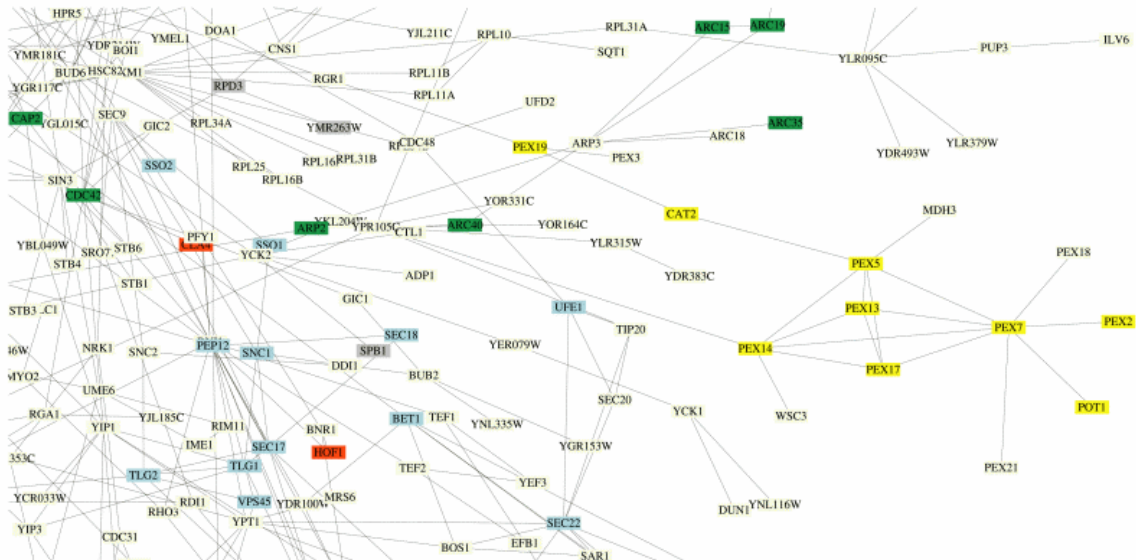 HPR5
DOA1
YJL211C
RPL10
RPL31A
ARC15
ARC19
YMEL1
CNS1
SQT1
YLR095C
PUP3
ILV6
YMR181C
BOI1
BUD6
HSC82
RGR1
RPL11B
RPL11A
YGR117C
RPD3
UFD2
CAP2
YGL015C
SEC9
GIC2
RPL34A
YMR263W
CDC48
PEX19
ARP3
PEX3
ARC18
ARC35
YDR493W
YLR379W
SSO2
RPL25
RPL31B
RPL16B
SIN3
CDC42
YOR331C
CAT2
MDH3
ARP2
YKL204W
YPR105C
CTL1
ARC40
YOR164C
YLR315W
YBL049W
PFY1
SSO1
YCK2
STB6
STB4
STB1
ADP1
YDR383C
PEX5
PEX18
STB3
GIC1
UFE1
TIP20
PEX13
PEX7
PEX2
SEC18
NRK1
SNC2
PEP12
SNC1
SPB1
DDI1
YER079W
PEX14
PEX17
MYO2
UME6
BUB2
SEC20
YCK1
WSC3
POT1
RGA1
YIP1
YJL185C
RIM11
IME1
BNR1
HOF1
BET1
TEF1
YNL335W
YGR153W
SEC17
TLG1
TLG2
TEF2
YEF3
PEX21
YCR033W
RDI1
RHO3
VPS45
MRS6
YIP3
CDC31
YPT1
SEC22
DUN1
YNL116W
BOS1
EFB1
SAR1